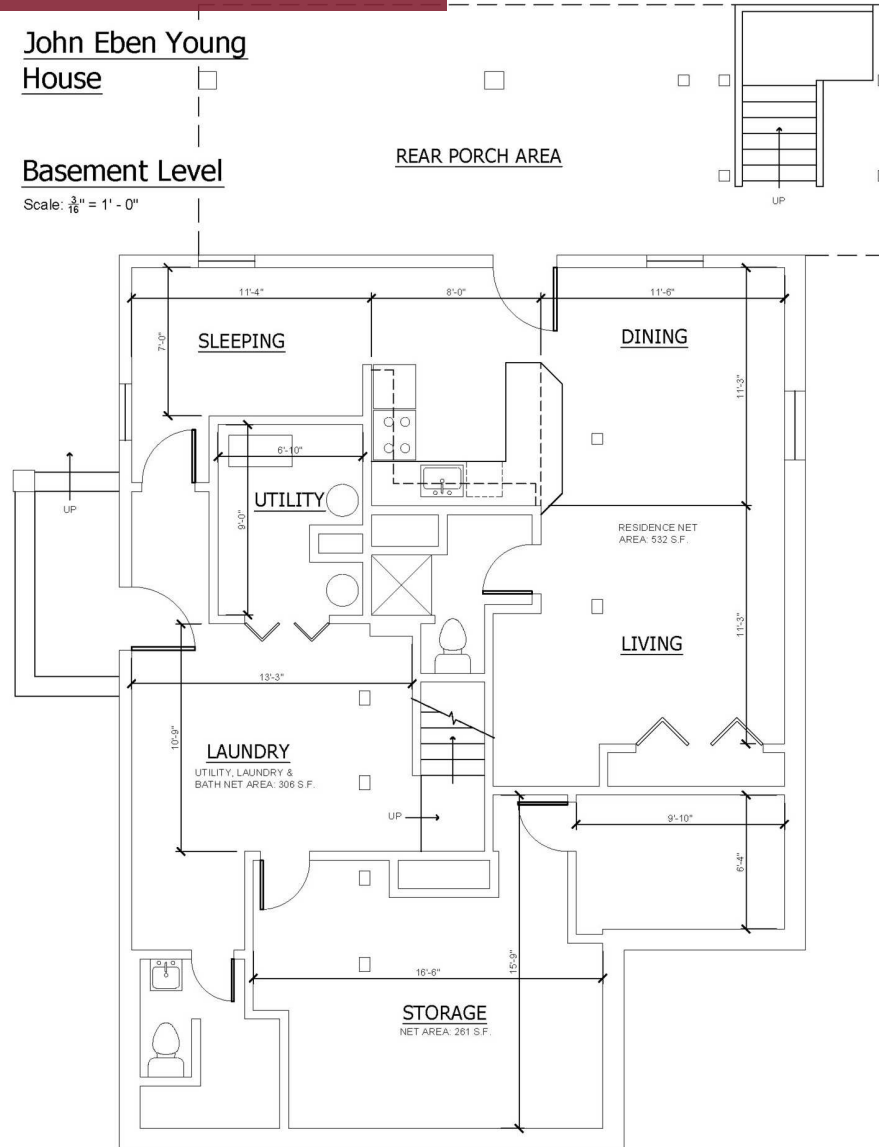 John Eben Young
House
Basement Level
Scale: 3/16" = 1' - 0"
REAR PORCH AREA
UP
11'-4"
8'-0"
11'-6"
7'-0"
SLEEPING
DINING
11'-3"
6'-10"
UTILITY
9'-0"
UP
RESIDENCE NET
AREA: 532 S.F.
LIVING
11'-3"
13'-3"
10'-9"
LAUNDRY
UTILITY, LAUNDRY &
BATH NET AREA: 306 S.F.
UP
9'-10"
6'-4"
15'-9"
16'-6"
STORAGE
NET AREA: 261 S.F.